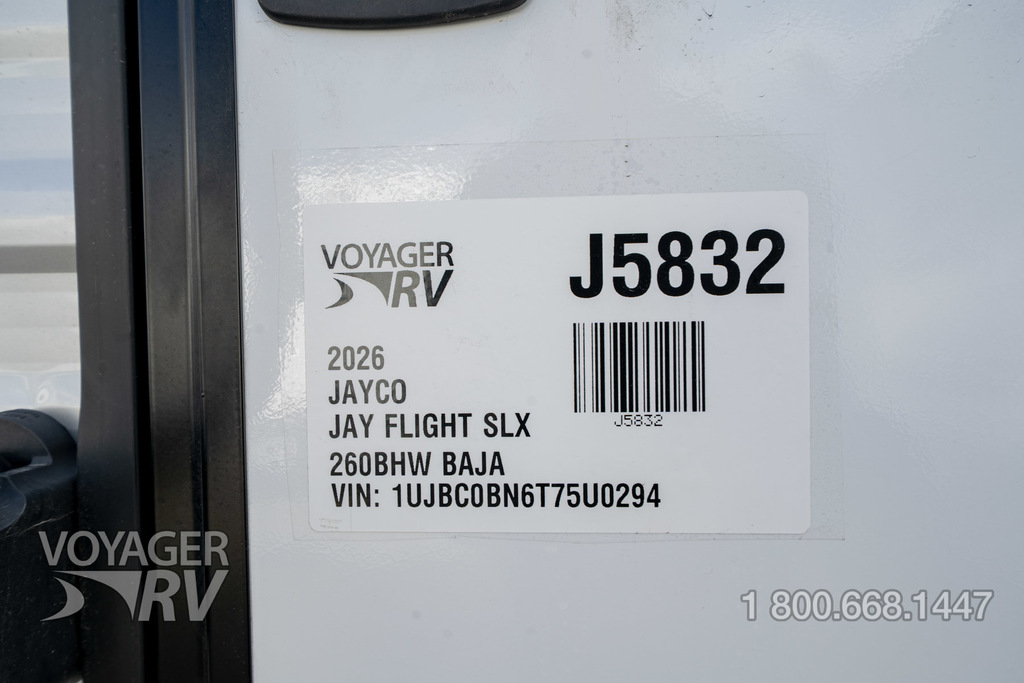 VOYAGER
RV
J5832
J5832
2026
JAYCO
JAY FLIGHT SLX
260BHW BAJA
VIN: 1UJBC0BN6T75U0294
VOYAGER
RV
1 800.668.1447